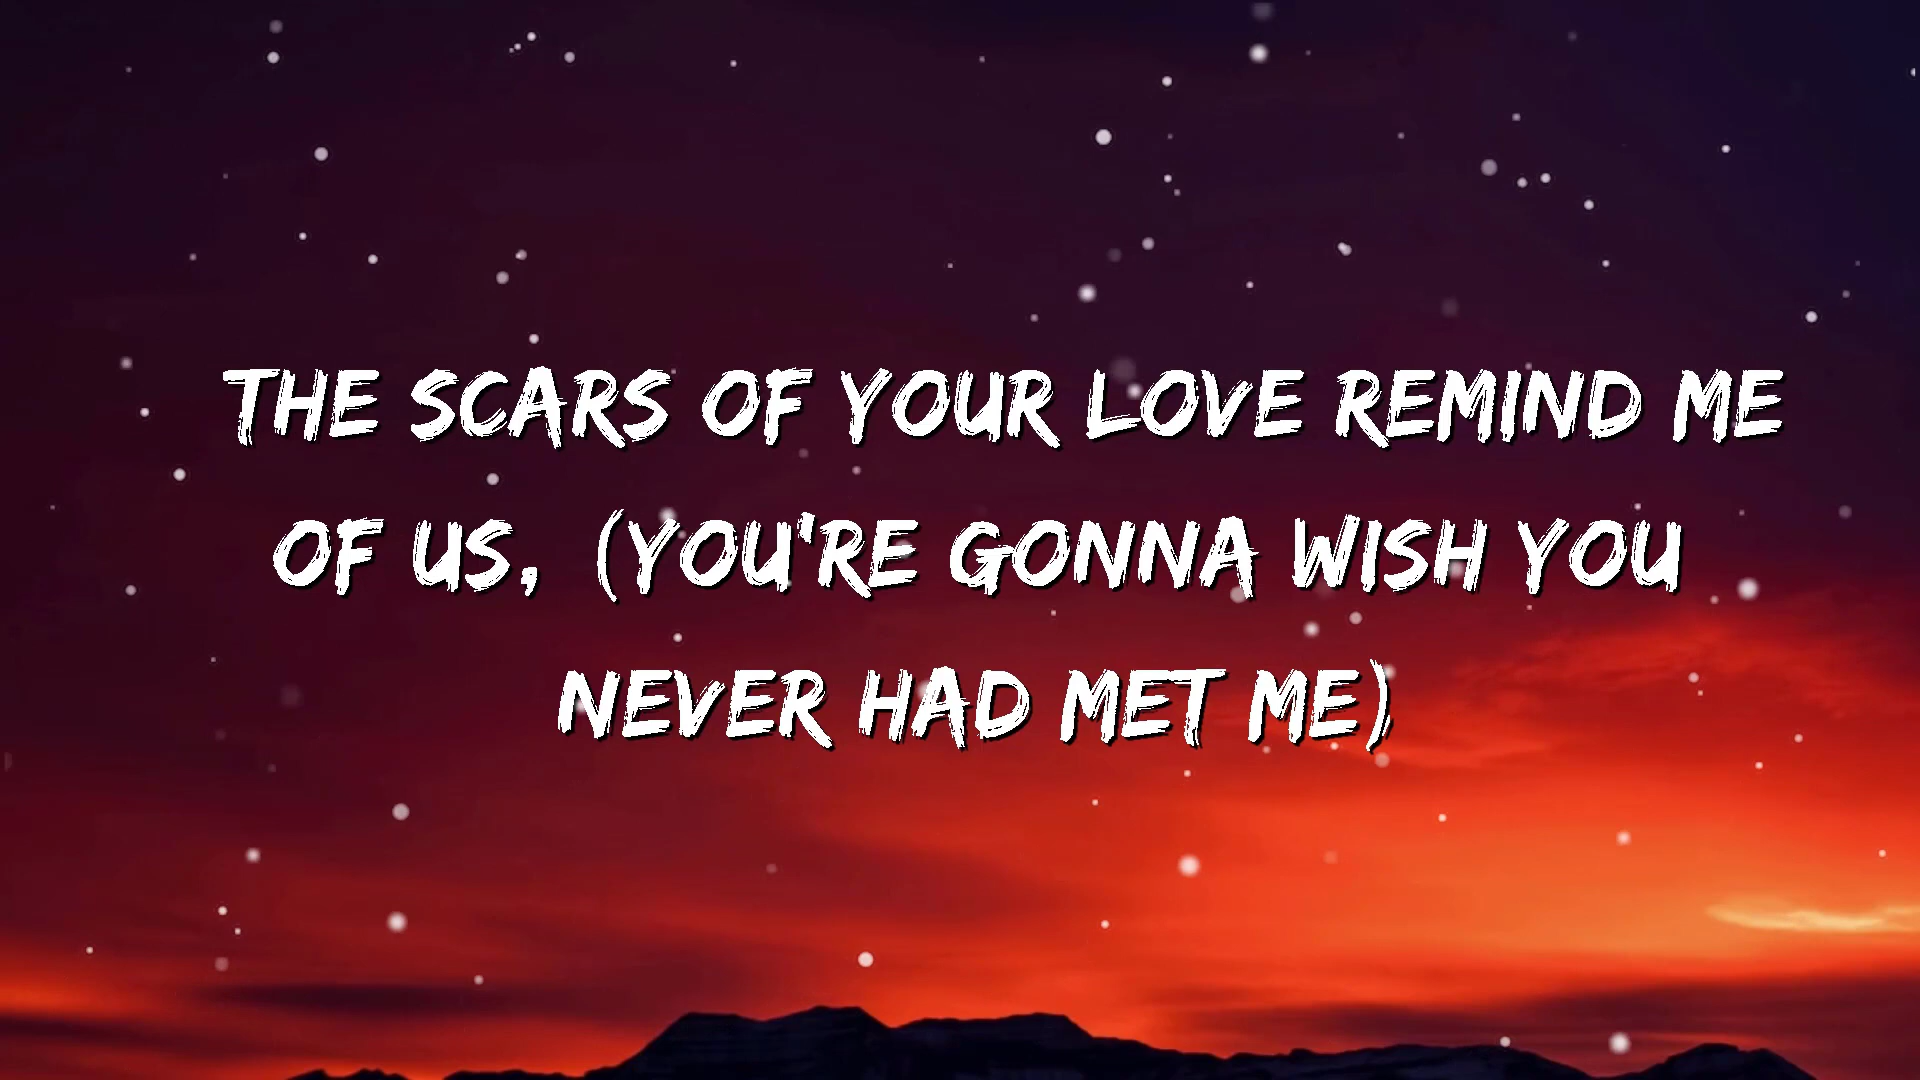 THE SCARS OF YOUR LOVE REMIND ME
OF US, (YOU'RE GONNA WISH YOU
NEVER HAD MET ME)